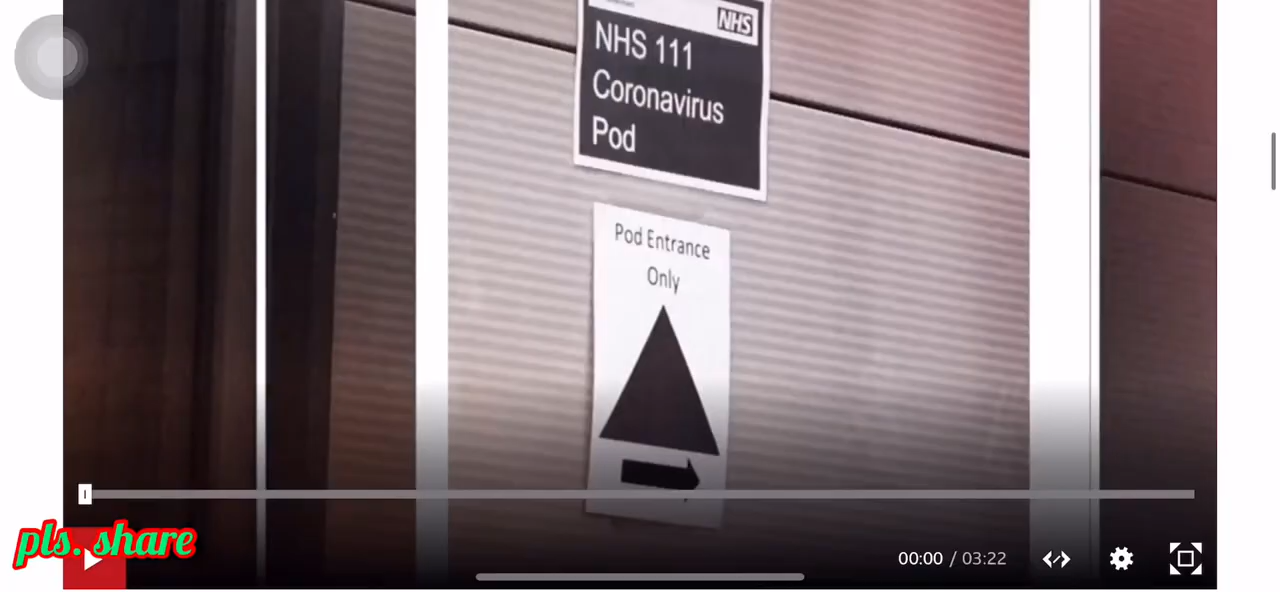 NHS
NHS 111
Coronavirus
Pod
Pod Entrance
Only
pls. share
00:00 / 03:22